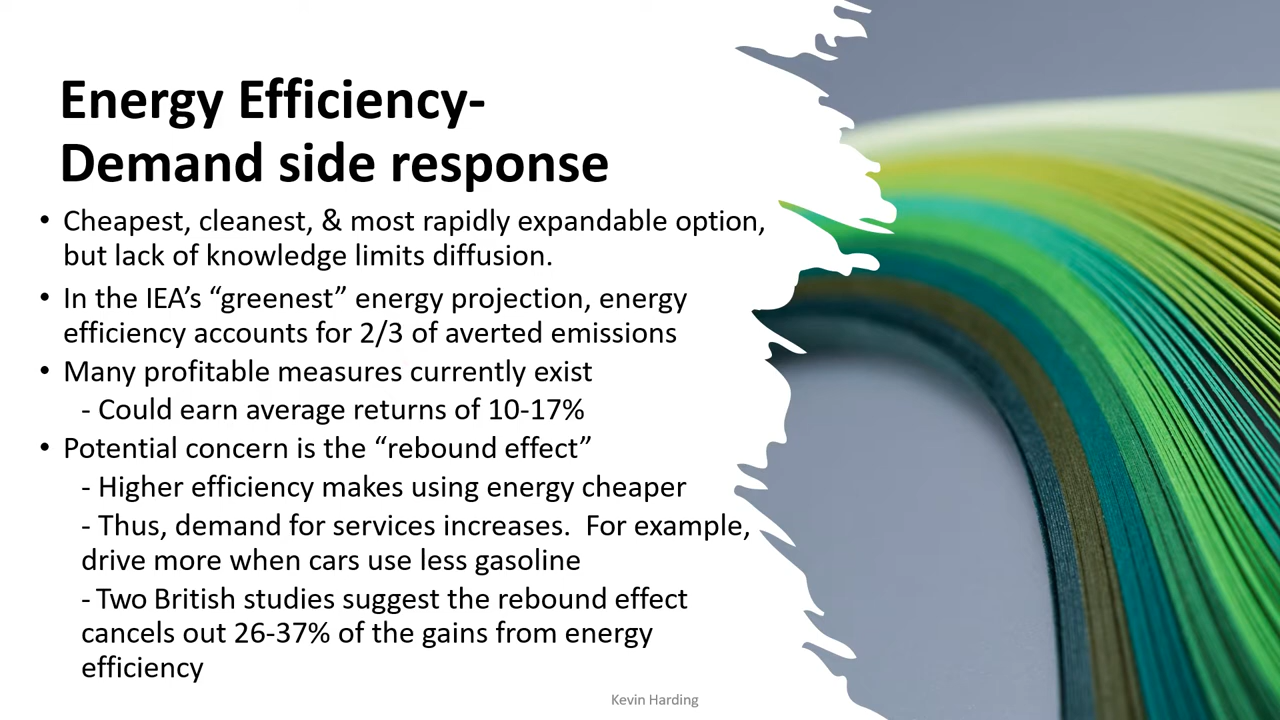 Energy Efficiency-
Demand side response
• Cheapest, cleanest, & most rapidly expandable option,
but lack of knowledge limits diffusion.
• In the IEA’s “greenest” energy projection, energy
efficiency accounts for 2/3 of averted emissions
• Many profitable measures currently exist
- Could earn average returns of 10-17%
• Potential concern is the “rebound effect”
- Higher efficiency makes using energy cheaper
- Thus, demand for services increases.  For example,
drive more when cars use less gasoline
- Two British studies suggest the rebound effect
cancels out 26-37% of the gains from energy
efficiency
Kevin Harding